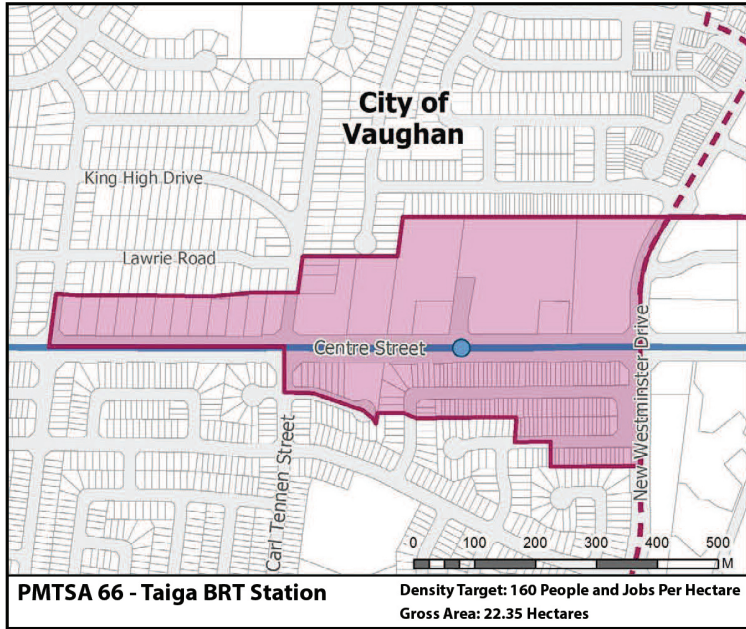 City of
Vaughan
King High Drive
Lawrie Road
Centre Street
New Westminster Drive
Carl Tennen Street
0 100 200 300 400 500
M
PMTSA 66 - Taiga BRT Station
Density Target: 160 People and Jobs Per Hectare
Gross Area: 22.35 Hectares